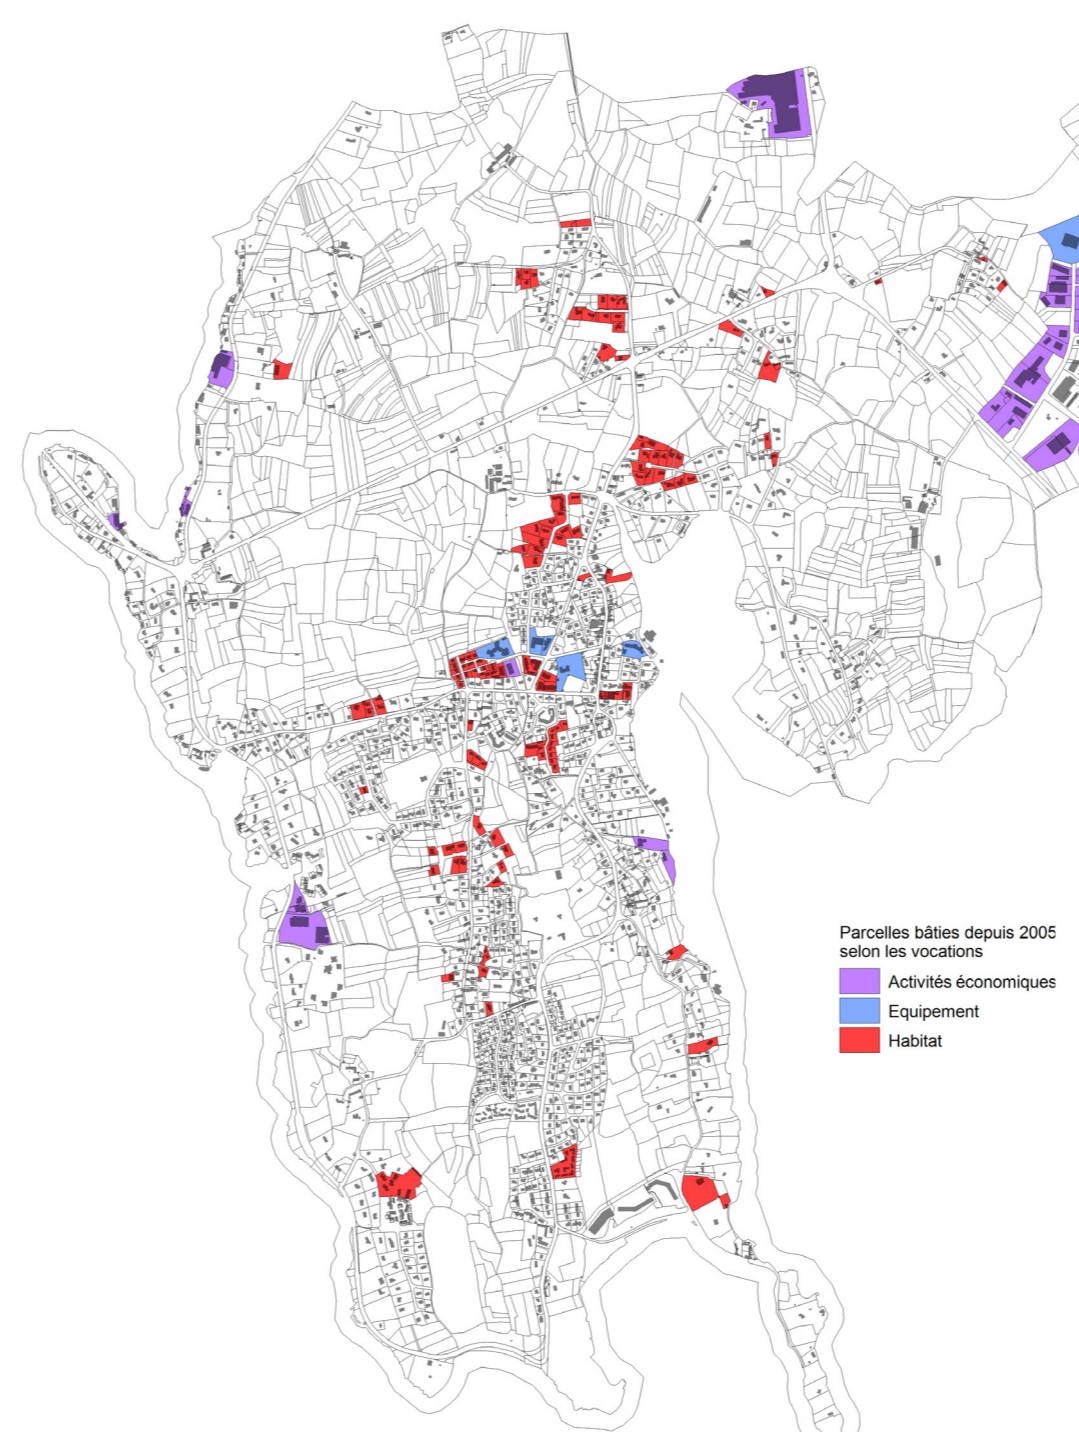 Parcelles bâties depuis 2005
selon les vocations
Activités économiques
Equipement
Habitat